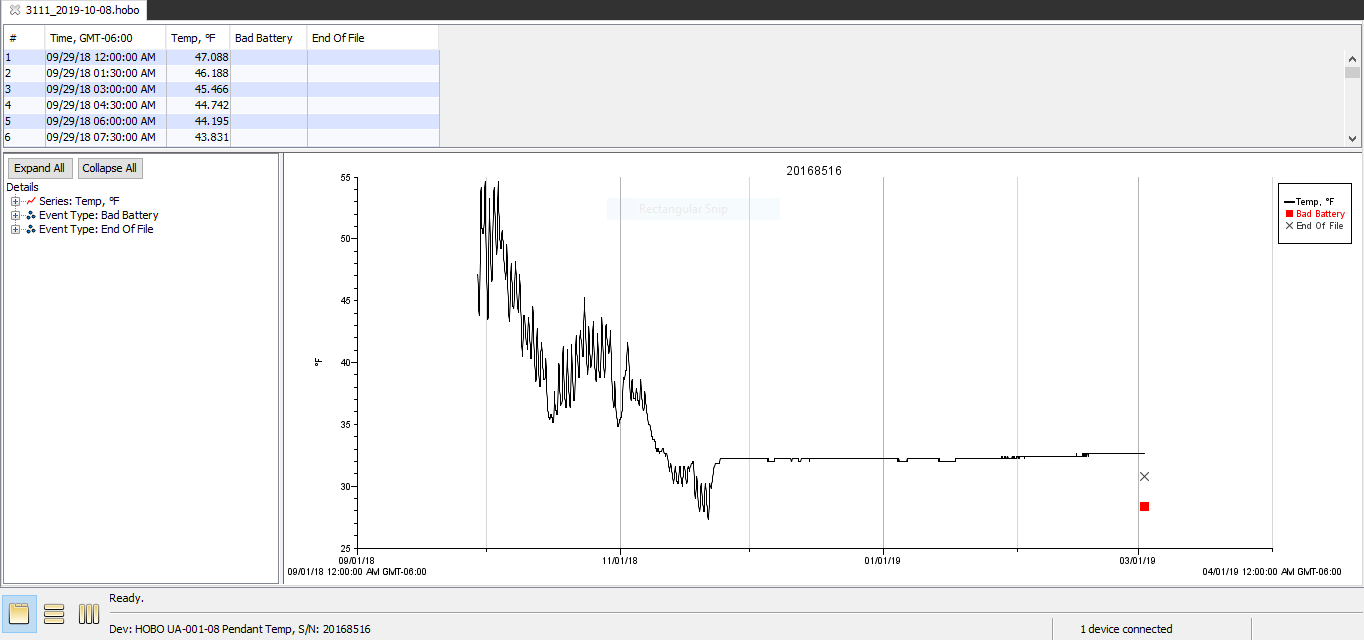 3111_2019-10-08.hobo
# Time, GMT-06:00 Temp, °F Bad Battery End Of File
1 09/29/18 12:00:00 AM 47.088
2 09/29/18 01:30:00 AM 46.188
3 09/29/18 03:00:00 AM 45.466
4 09/29/18 04:30:00 AM 44.742
5 09/29/18 06:00:00 AM 44.195
6 09/29/18 07:30:00 AM 43.831
Expand All Collapse All
Details
Series: Temp, °F
Event Type: Bad Battery
Event Type: End Of File
20168516
Rectangular Snip
55
50
45
40
35
30
25
°F
Temp, °F
Bad Battery
End Of File
09/01/18 11/01/18 01/01/19 03/01/19
09/01/18 12:00:00 AM GMT-06:00 04/01/19 12:00:00 AM GMT-06:00
Ready.
Dev: HOBO UA-001-08 Pendant Temp, S/N: 20168516 1 device connected